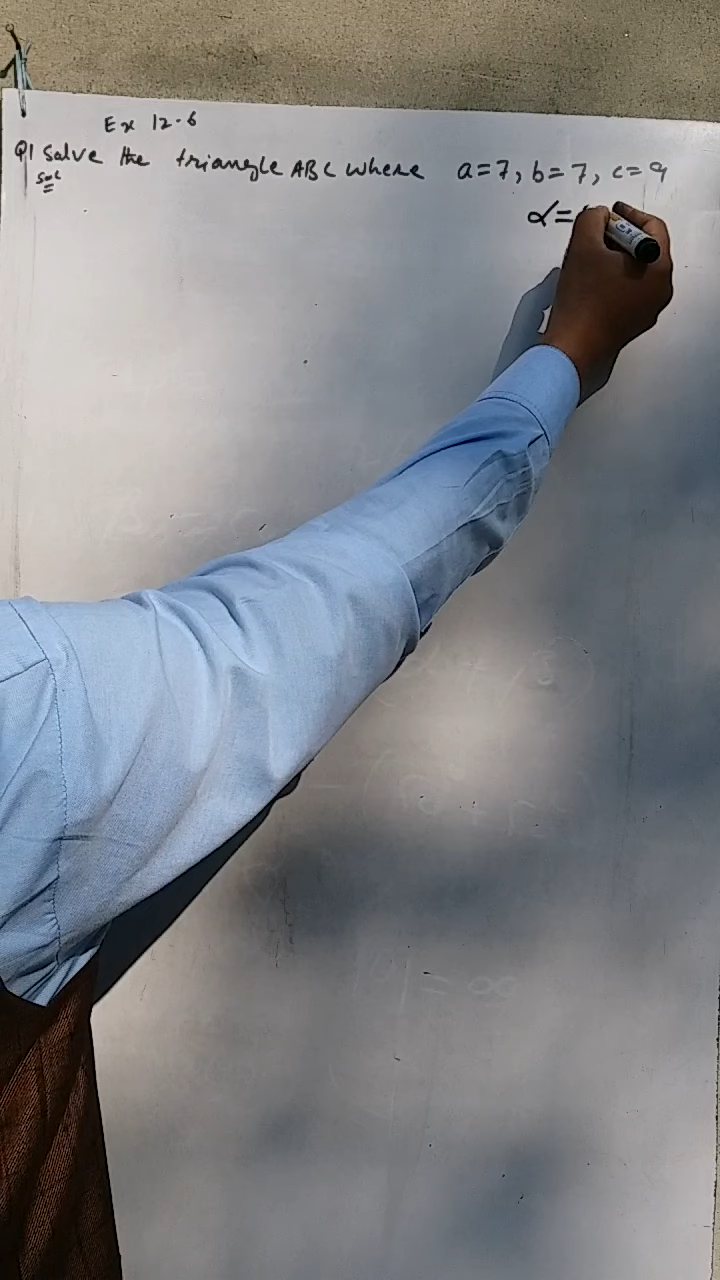 Ex 12.6
Q1 Solve the triangle ABC where a=7, b=7, c=9
Sol
α=